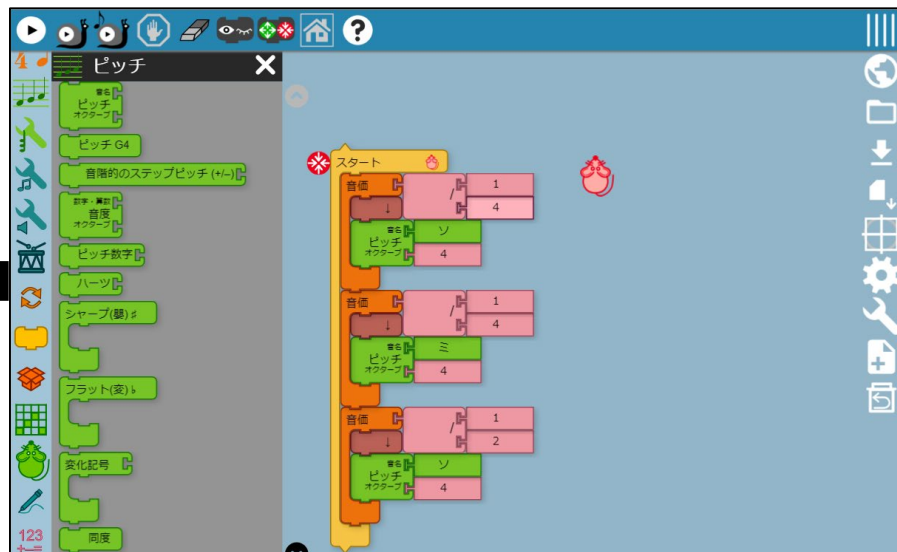 ?
4
ピッチ
音名
ピッチ
オクターブ
ピッチ G4
音階的のステップピッチ (+/–)
数字・算数
音度
オクターブ
ピッチ数字
ハーツ
シャープ(嬰) ♯
フラット(変) ♭
変化記号
同度
123
スタート
音価
/
1
4
↓
音名
ソ
ピッチ
オクターブ
4
音価
/
1
4
↓
音名
ミ
ピッチ
オクターブ
4
音価
/
1
2
↓
音名
ソ
ピッチ
オクターブ
4